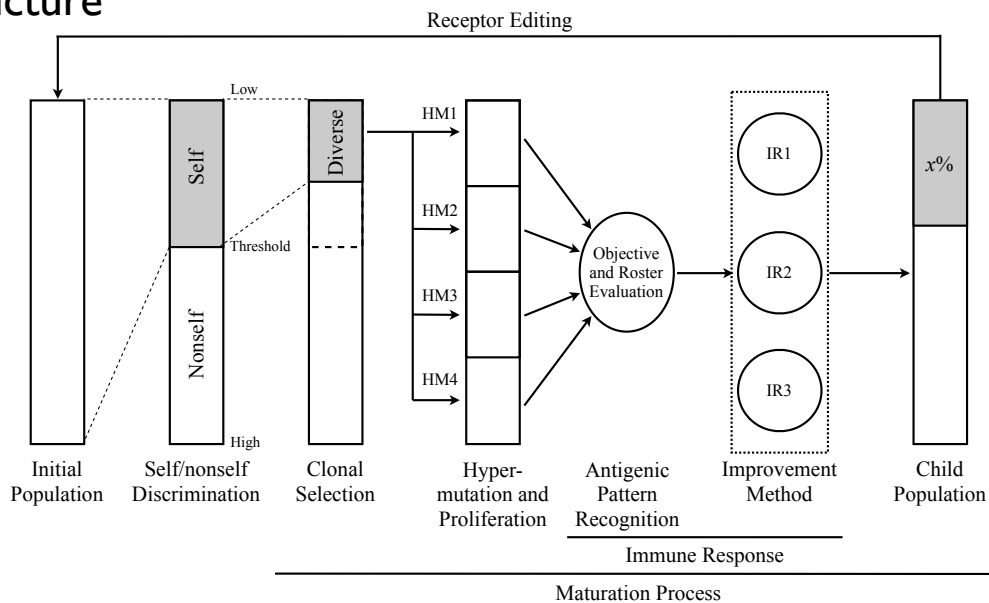 ucture
Receptor Editing
Low
Self
Threshold
Nonself
High
Diverse
HM1
HM2
HM3
HM4
Objective
and Roster
Evaluation
IR1
IR2
IR3
x%
Initial
Population
Self/nonself
Discrimination
Clonal
Selection
Hyper-
mutation and
Proliferation
Antigenic
Pattern
Recognition
Improvement
Method
Child
Population
Immune Response
Maturation Process